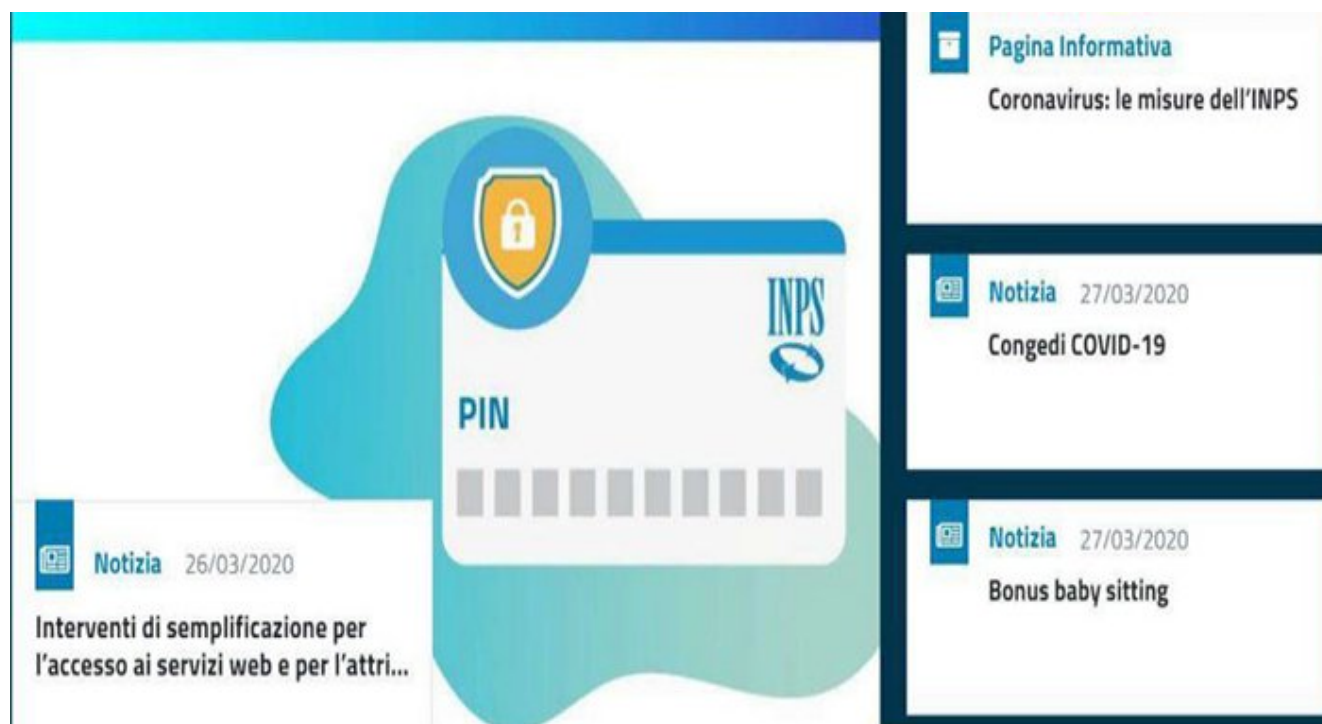 INPS
PIN
Notizia 26/03/2020
Interventi di semplificazione per
l'accesso ai servizi web e per l'attri...
Pagina Informativa
Coronavirus: le misure dell'INPS
Notizia 27/03/2020
Congedi COVID-19
Notizia 27/03/2020
Bonus baby sitting